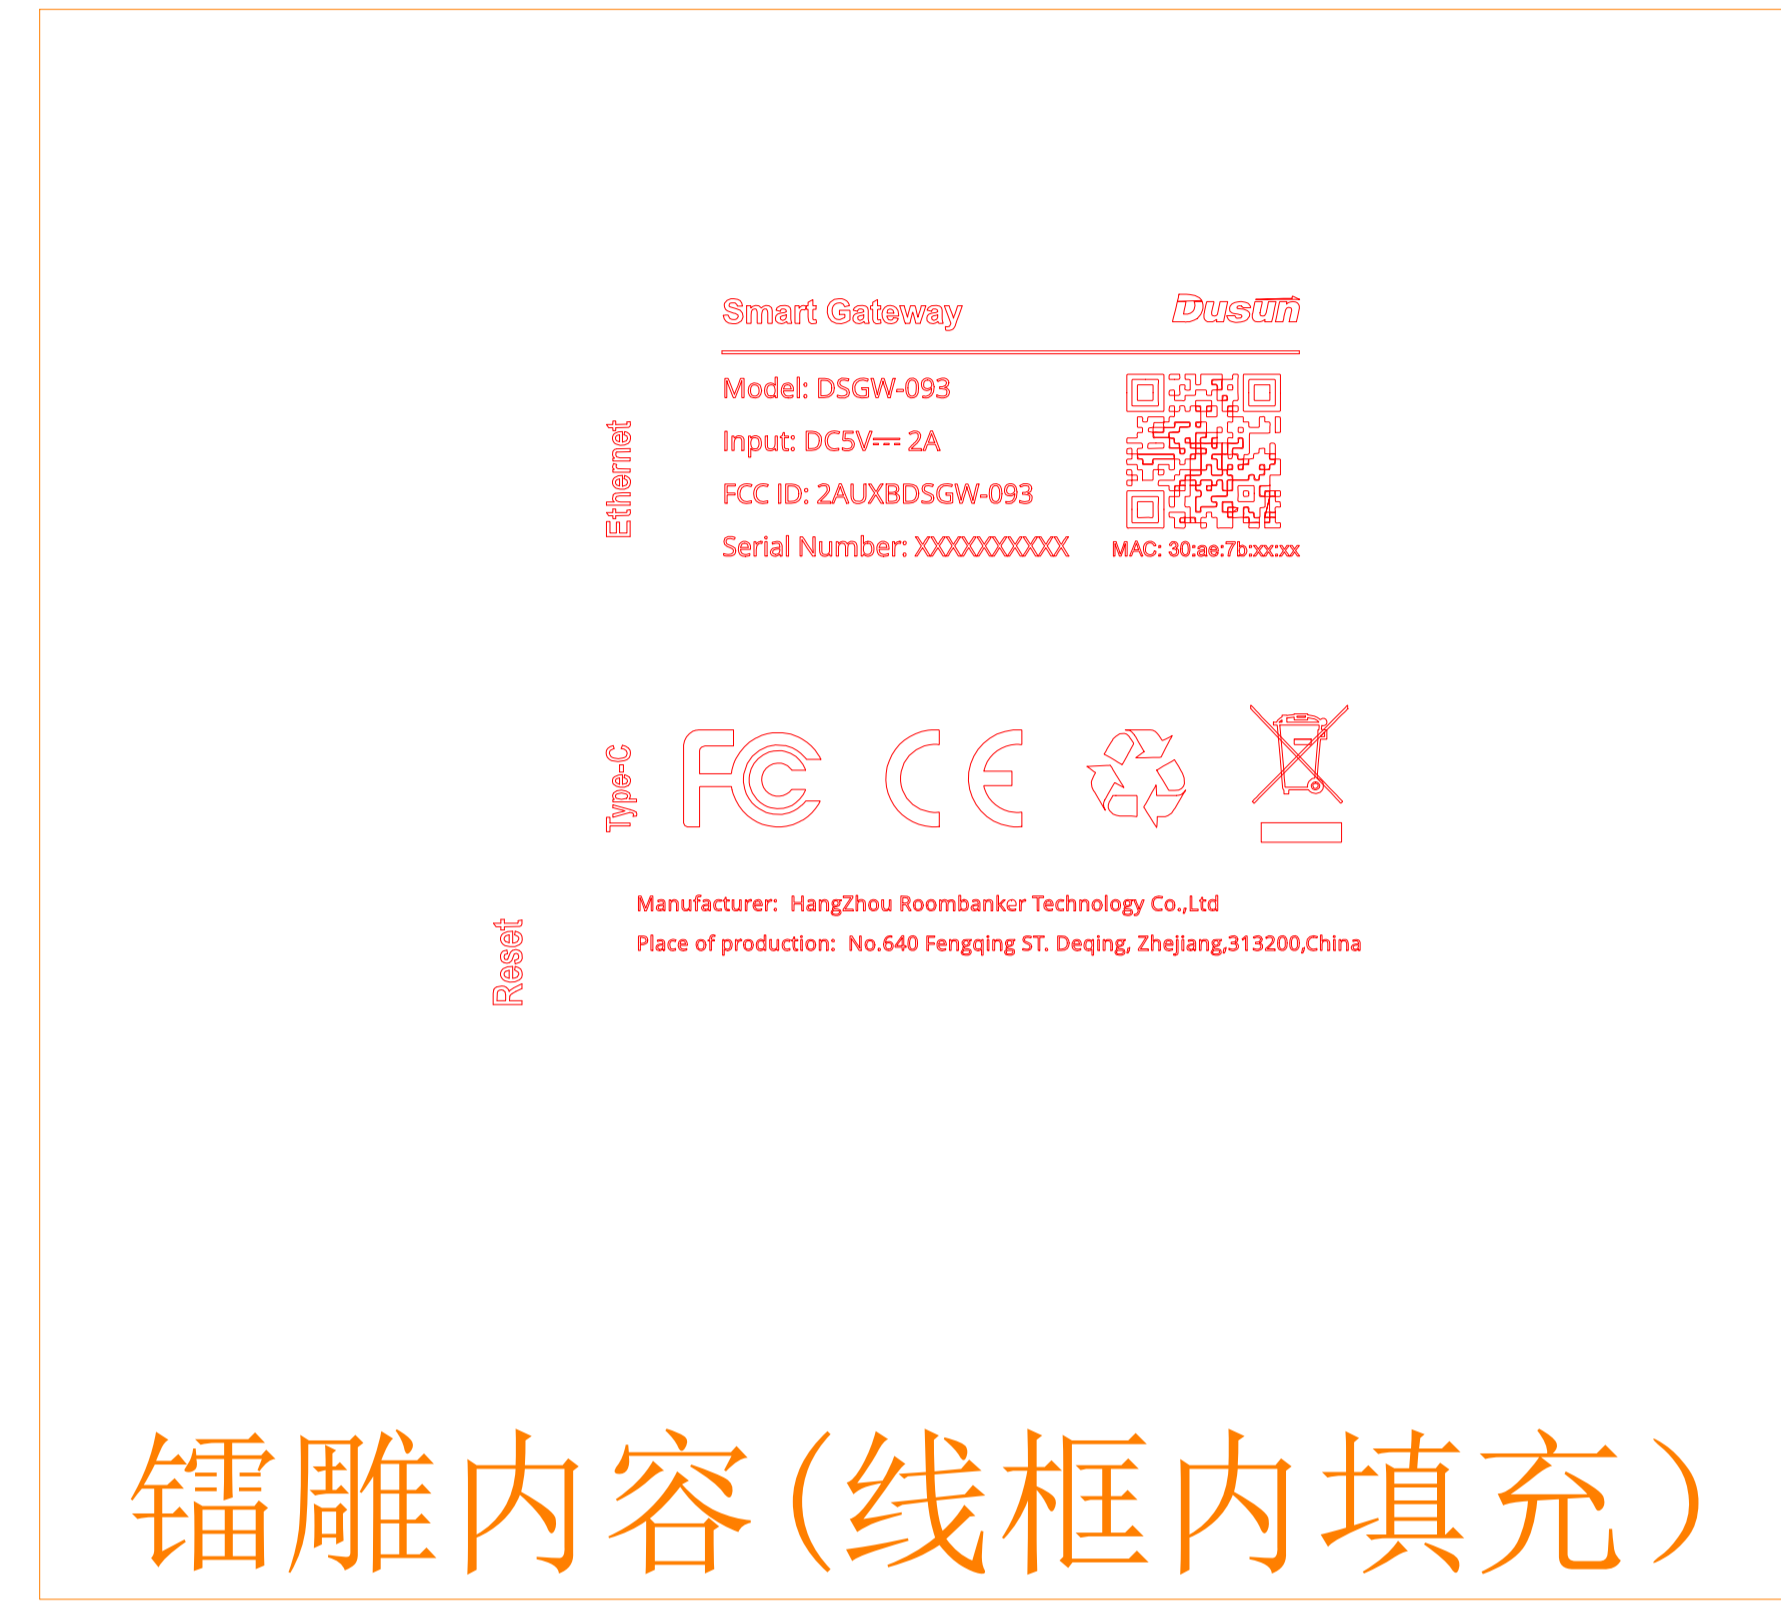 Smart Gateway
Dusun
Model: DSGW-093
Input: DC5V⎓ 2A
FCC ID: 2AUXBDSGW-093
Serial Number: XXXXXXXXXX
MAC: 30:ae:7b:xx:xx
Ethernet
Type-C
FC CE
Manufacturer: HangZhou Roombanker Technology Co.,Ltd
Place of production: No.640 Fengqing ST. Deqing, Zhejiang,313200,China
Reset
镭雕内容(线框内填充)